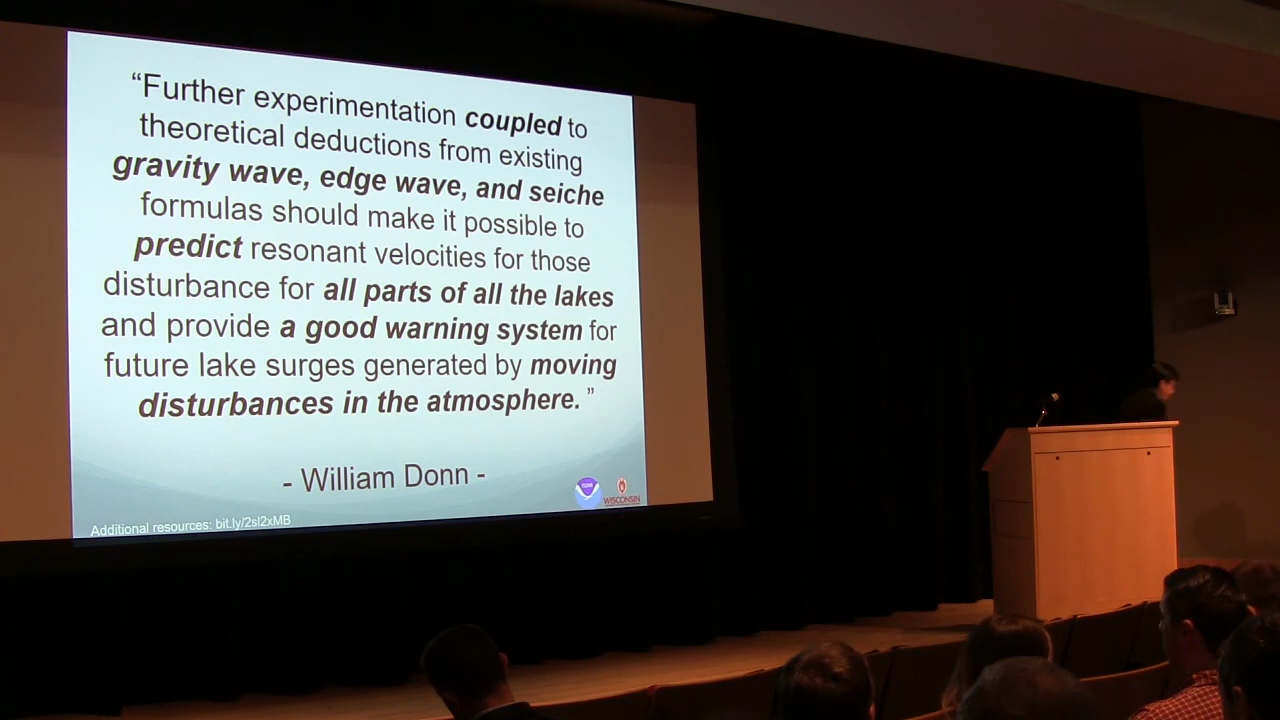 “Further experimentation coupled to
theoretical deductions from existing
gravity wave, edge wave, and seiche
formulas should make it possible to
predict resonant velocities for those
disturbance for all parts of all the lakes
and provide a good warning system for
future lake surges generated by moving
disturbances in the atmosphere. ”
- William Donn -
NOAA
WISCONSIN
Additional resources: bit.ly/2sI2xMB